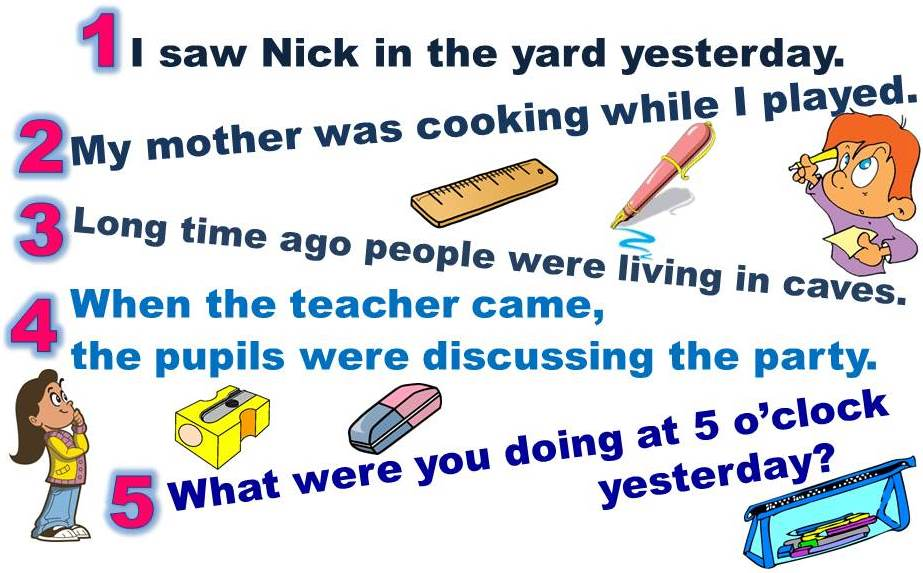 1 I saw Nick in the yard yesterday.
2 My mother was cooking while I played.
3 Long time ago people were living in caves.
4 When the teacher came,
the pupils were discussing the party.
5 What were you doing at 5 o’clock
yesterday?